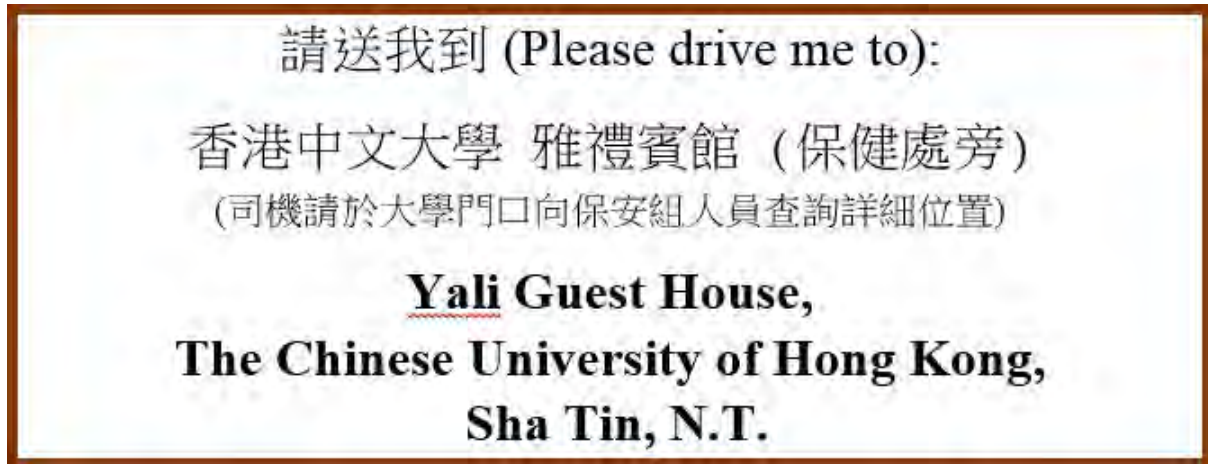 請送我到 (Please drive me to):
香港中文大學 雅禮賓館 (保健處旁)
(司機請於大學門口向保安組人員查詢詳細位置)
Yali Guest House,
The Chinese University of Hong Kong,
Sha Tin, N.T.